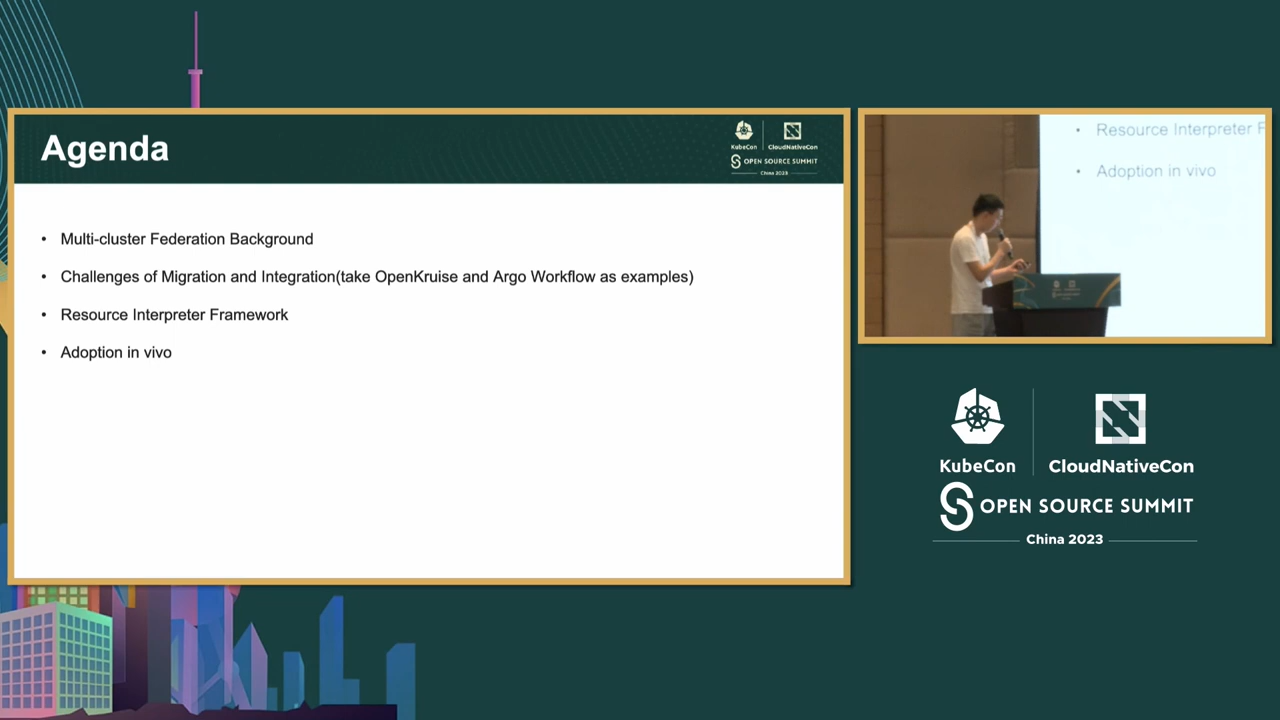 Agenda
KubeCon
CloudNativeCon
OPEN SOURCE SUMMIT
China 2023
• Multi-cluster Federation Background
• Challenges of Migration and Integration(take OpenKruise and Argo Workflow as examples)
• Resource Interpreter Framework
• Adoption in vivo
• Resource Interpreter F
• Adoption in vivo
KubeCon
CloudNativeCon
OPEN SOURCE SUMMIT
China 2023